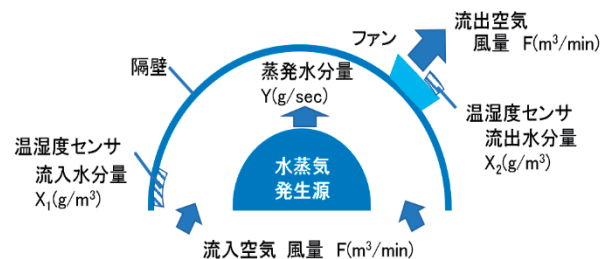 流出空気
風量 F(m³/min)
ファン
隔壁
蒸発水分量
Y(g/sec)
温湿度センサ
流出水分量
X₂(g/m³)
温湿度センサ
流入水分量
X₁(g/m³)
水蒸気
発生源
流入空気 風量 F(m³/min)